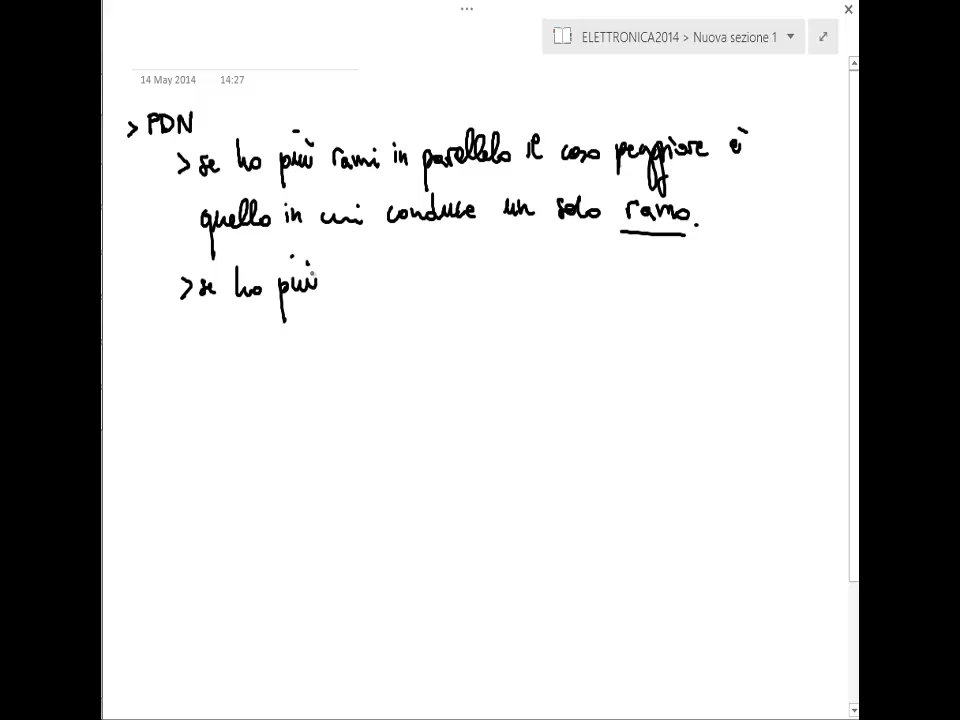 ELETTRONICA2014 > Nuova sezione 1
14 May 2014 14:27
> PDN
> se ho più rami in parallelo il caso peggiore è
quello in cui conduce un solo ramo.
> se ho più